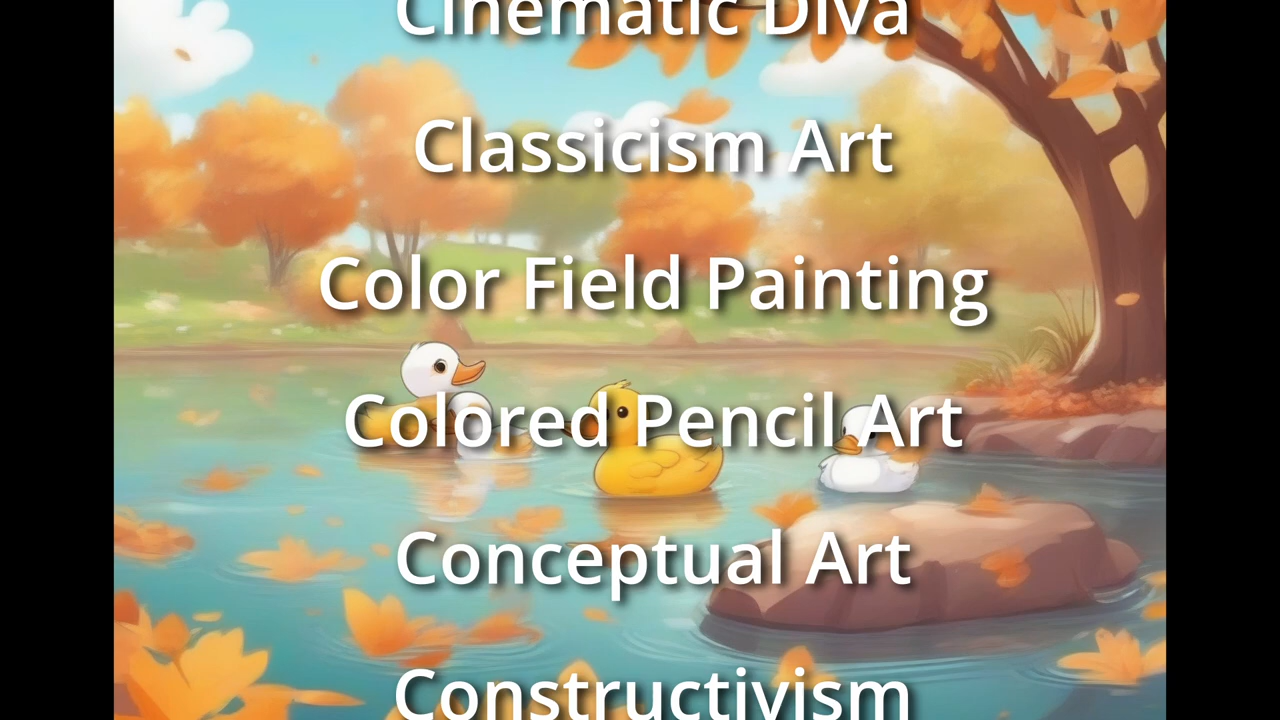 Cinematic Diva
Classicism Art
Color Field Painting
Colored Pencil Art
Conceptual Art
Constructivism